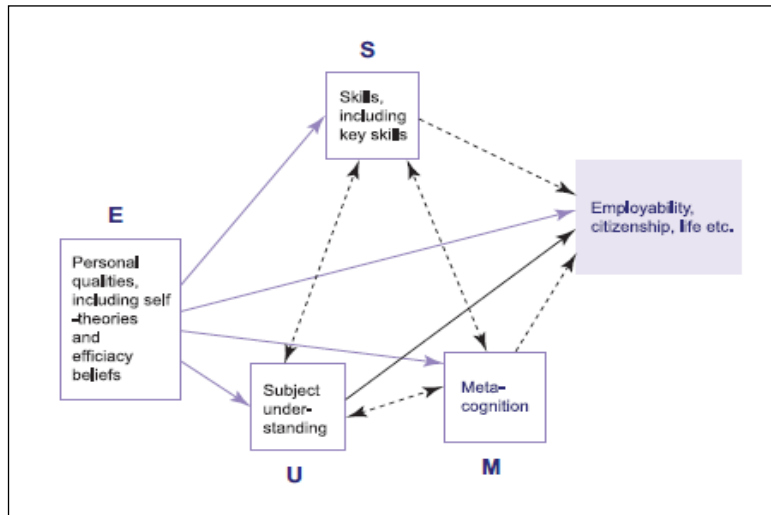 S
Skills,
including
key skills
Employability,
citizenship, life etc.
E
Personal
qualities,
including self
-theories
and
efficiacy
beliefs
Subject
under-
standing
U
Meta-
cognition
M